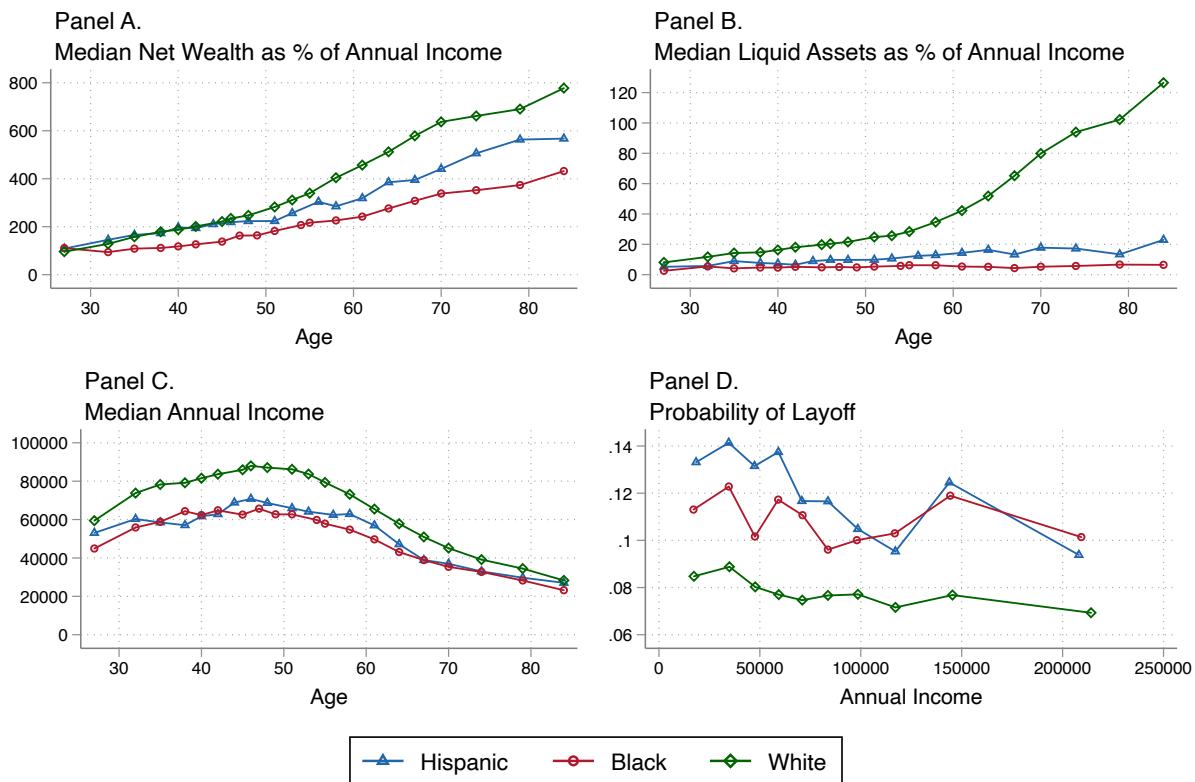 Panel A.
Median Net Wealth as % of Annual Income
800
600
400
200
0
30 40 50 60 70 80
Age
Panel B.
Median Liquid Assets as % of Annual Income
120
100
80
60
40
20
0
30 40 50 60 70 80
Age
Panel C.
Median Annual Income
100000
80000
60000
40000
20000
0
30 40 50 60 70 80
Age
Panel D.
Probability of Layoff
.14
.12
.1
.08
.06
0 50000 100000 150000 200000 250000
Annual Income
Hispanic Black White